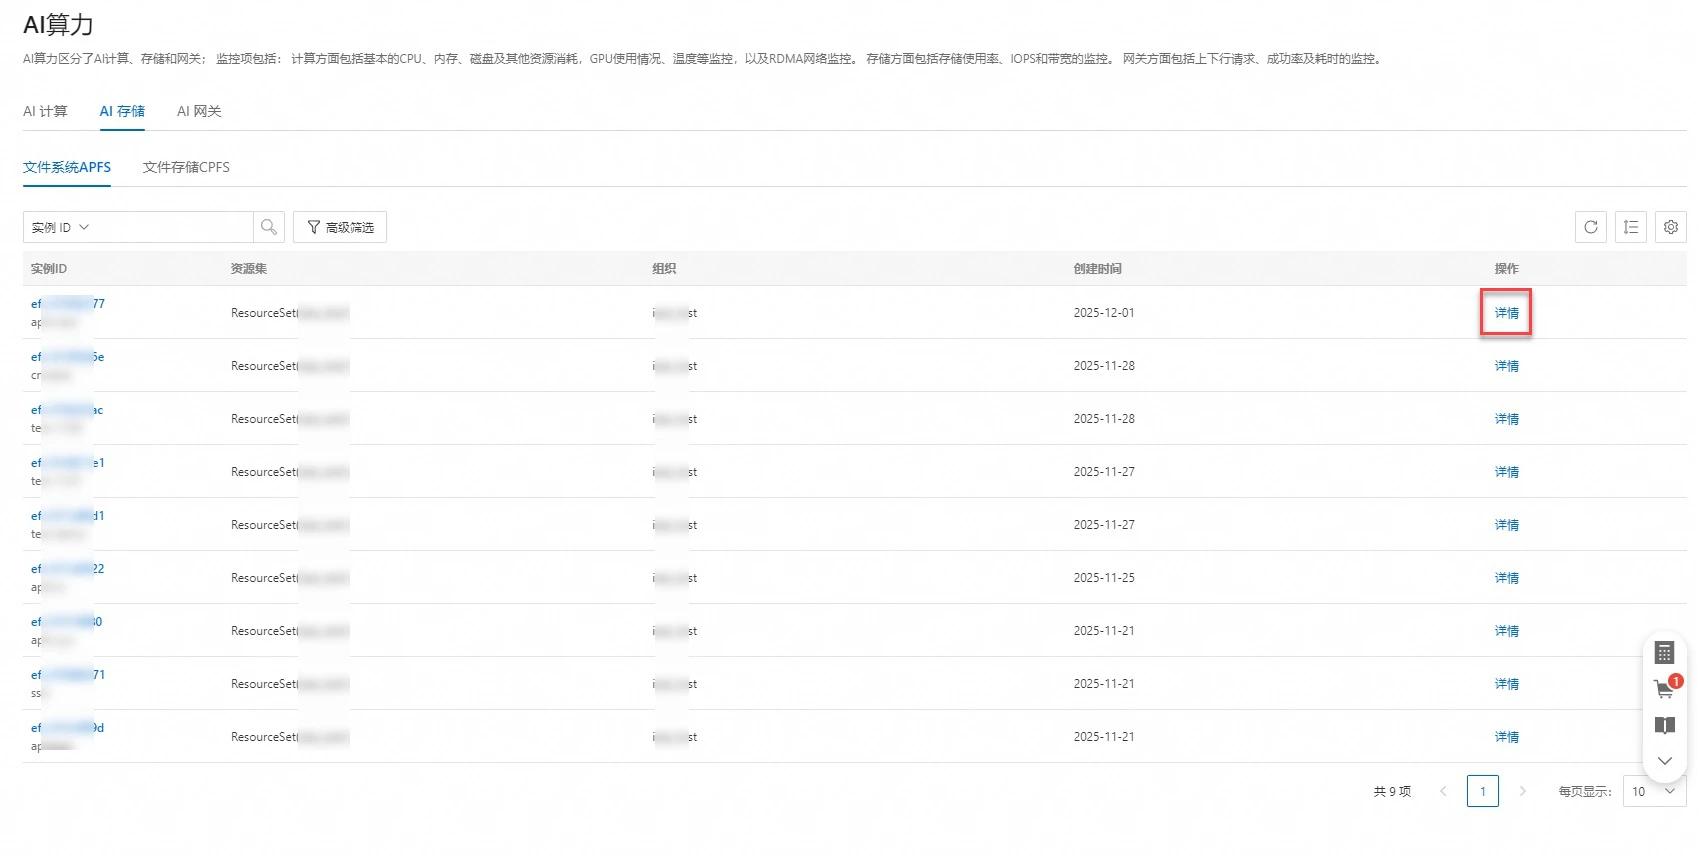 AI算力
AI算力区分了AI计算、存储和网关； 监控项包括： 计算方面包括基本的CPU、内存、磁盘及其他资源消耗，GPU使用情况、温度等监控，以及RDMA网络监控。 存储方面包括存储使用率、IOPS和带宽的监控。 网关方面包括上下行请求、成功率及耗时的监控。
AI 计算 AI 存储 AI 网关
文件系统APFS 文件存储CPFS
实例 ID 高级筛选
实例ID 资源集 组织 创建时间 操作
ResourceSet( 2025-12-01 详情
ResourceSet( 2025-11-28 详情
ResourceSet( 2025-11-28 详情
ResourceSet( 2025-11-27 详情
ResourceSet( 2025-11-27 详情
ResourceSet( 2025-11-25 详情
ResourceSet( 2025-11-21 详情
ResourceSet( 2025-11-21 详情
ResourceSet( 2025-11-21 详情
1
共 9 项 1 每页显示： 10